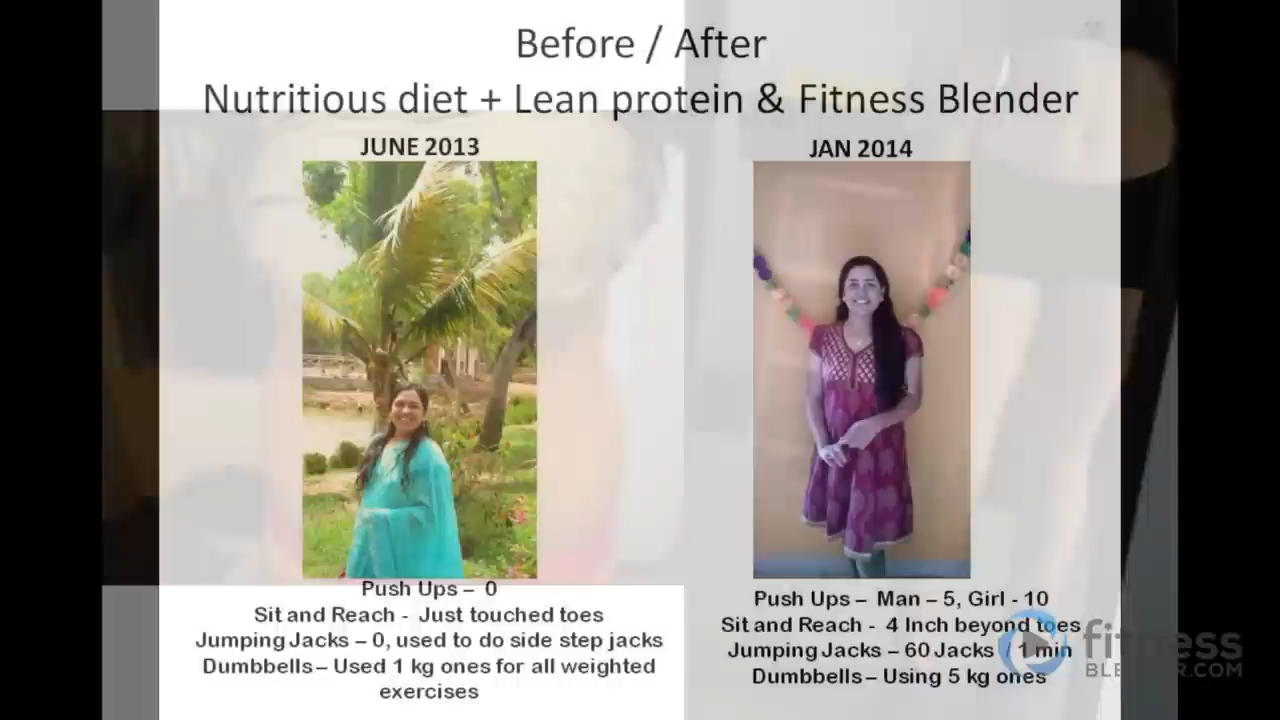 Before / After
Nutritious diet + Lean protein & Fitness Blender
JUNE 2013
Push Ups – 0
Sit and Reach - Just touched toes
Jumping Jacks – 0, used to do side step jacks
Dumbbells – Used 1 kg ones for all weighted
exercises
JAN 2014
Push Ups – Man – 5, Girl - 10
Sit and Reach - 4 Inch beyond toes
Jumping Jacks – 60 Jacks / 1 min
Dumbbells – Using 5 kg ones
fitness
BLENDER.COM